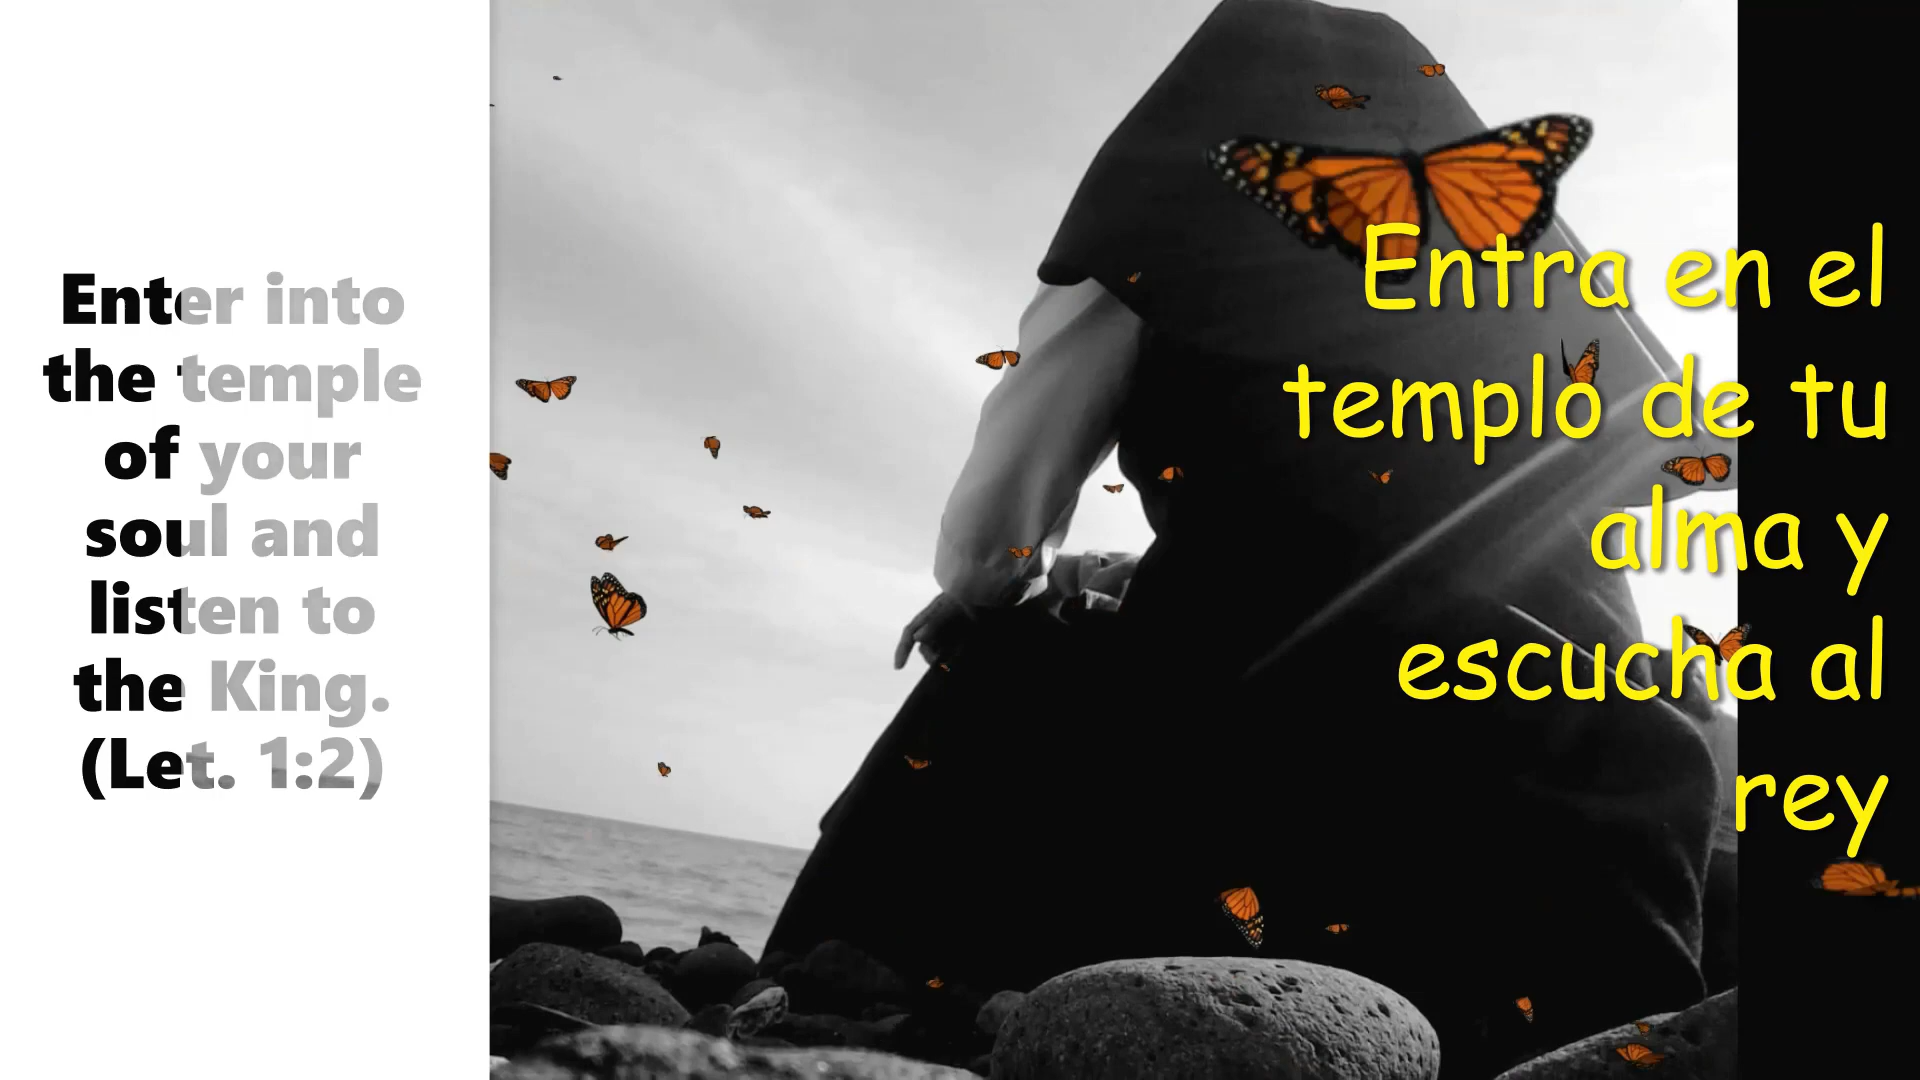 Enter into
the temple
of your
soul and
listen to
the King.
(Let. 1:2)
Entra en el
templo de tu
alma y
escucha al
rey